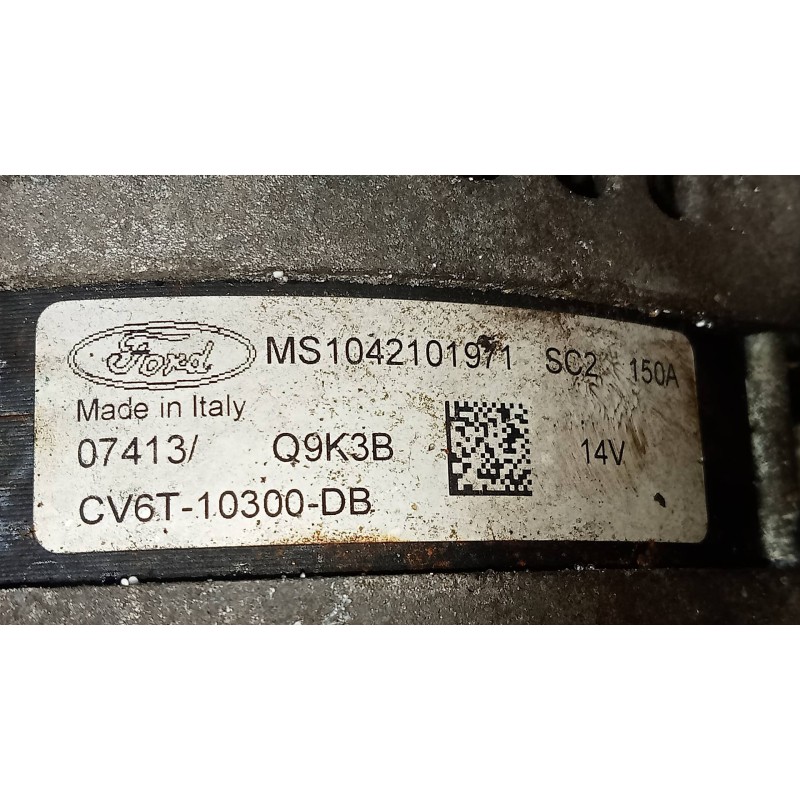 Ford MS1042101971 SC2 150A
Made in Italy
07413/ Q9K3B 14V
CV6T-10300-DB